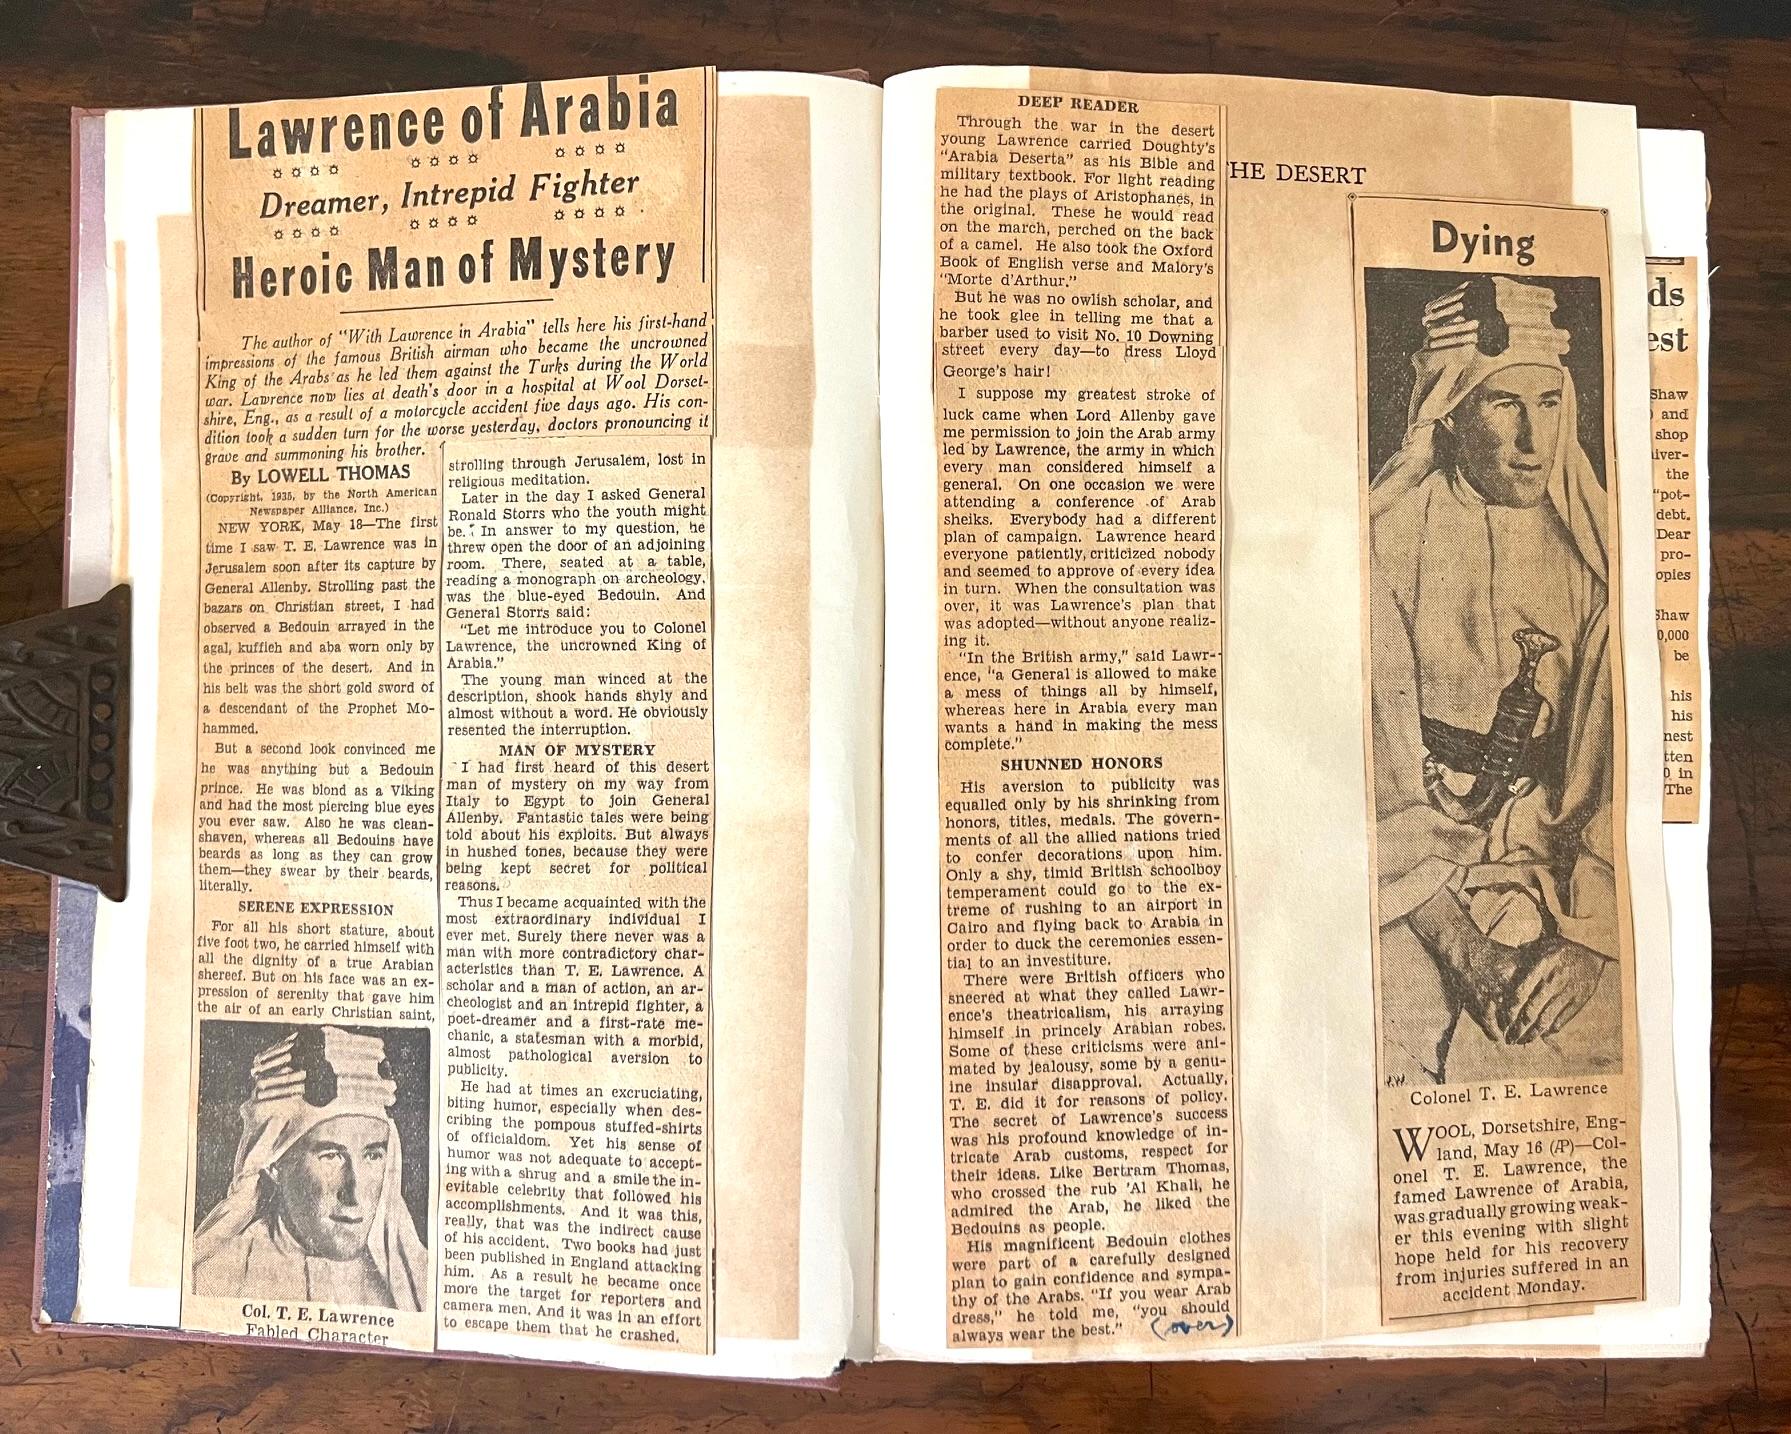 Lawrence of Arabia
Dreamer, Intrepid Fighter
Heroic Man of Mystery
The author of "With Lawrence in Arabia" tells here his first-hand
impressions of the famous British airman who became the uncrowned
King of the Arabs as he led them against the Turks during the World
war. Lawrence now lies at death's door in a hospital at Wool Dorset-
shire, Eng., as a result of a motorcycle accident five days ago. His con-
dition took a sudden turn for the worse yesterday, doctors pronouncing it
grave and summoning his brother.
By LOWELL THOMAS
(Copyright, 1935, by the North American
Newspaper Alliance, Inc.)
NEW YORK, May 18—The first
time I saw T. E. Lawrence was in
Jerusalem soon after its capture by
General Allenby. Strolling past the
bazars on Christian street, I had
observed a Bedouin arrayed in the
agal, kuffieh and aba worn only by
the princes of the desert. And in
his belt was the short gold sword of
a descendant of the Prophet Mo-
hammed.
But a second look convinced me
he was anything but a Bedouin
prince. He was blond as a Viking
and had the most piercing blue eyes
you ever saw. Also he was clean-
shaven, whereas all Bedouins have
beards as long as they can grow
them—they swear by their beards,
literally.
SERENE EXPRESSION
For all his short stature, about
five foot two, he carried himself with
all the dignity of a true Arabian
shereef. But on his face was an ex-
pression of serenity that gave him
the air of an early Christian saint,
Col. T. E. Lawrence
Fabled Character
strolling through Jerusalem, lost in
religious meditation.
Later in the day I asked General
Ronald Storrs who the youth might
be. In answer to my question, he
threw open the door of an adjoining
room. There, seated at a table,
reading a monograph on archeology,
was the blue-eyed Bedouin. And
General Storrs said:
"Let me introduce you to Colonel
Lawrence, the uncrowned King of
Arabia."
The young man winced at the
description, shook hands shyly and
almost without a word. He obviously
resented the interruption.
MAN OF MYSTERY
I had first heard of this desert
man of mystery on my way from
Italy to Egypt to join General
Allenby. Fantastic tales were being
told about his exploits. But always
in hushed tones, because they were
being kept secret for political
reasons.
Thus I became acquainted with the
most extraordinary individual I
ever met. Surely there never was a
man with more contradictory char-
acteristics than T. E. Lawrence. A
scholar and a man of action, an ar-
cheologist and an intrepid fighter, a
poet-dreamer and a first-rate me-
chanic, a statesman with a morbid,
almost pathological aversion to
publicity.
He had at times an excruciating,
biting humor, especially when des-
cribing the pompous stuffed-shirts
of officialdom. Yet his sense of
humor was not adequate to accept-
ing with a shrug and a smile the in-
evitable celebrity that followed his
accomplishments. And it was this,
really, that was the indirect cause
of his accident. Two books had just
been published in England attacking
him. As a result he became once
more the target for reporters and
camera men. And it was in an effort
to escape them that he crashed.
DEEP READER
Through the war in the desert
young Lawrence carried Doughty's
"Arabia Deserta" as his Bible and
military textbook. For light reading
he had the plays of Aristophanes, in
the original. These he would read
on the march, perched on the back
of a camel. He also took the Oxford
Book of English verse and Malory's
"Morte d'Arthur."
But he was no owlish scholar, and
he took glee in telling me that a
barber used to visit No. 10 Downing
street every day—to dress Lloyd
George's hair!
I suppose my greatest stroke of
luck came when Lord Allenby gave
me permission to join the Arab army
led by Lawrence, the army in which
every man considered himself a
general. On one occasion we were
attending a conference of Arab
sheiks. Everybody had a different
plan of campaign. Lawrence heard
everyone patiently, criticized nobody
and seemed to approve of every idea
in turn. When the consultation was
over, it was Lawrence's plan that
was adopted—without anyone realiz-
ing it.
"In the British army," said Lawr-
ence, "a General is allowed to make
a mess of things all by himself,
whereas here in Arabia every man
wants a hand in making the mess
complete."
SHUNNED HONORS
His aversion to publicity was
equalled only by his shrinking from
honors, titles, medals. The govern-
ments of all the allied nations tried
to confer decorations upon him.
Only a shy, timid British schoolboy
temperament could go to the ex-
treme of rushing to an airport in
Cairo and flying back to Arabia in
order to duck the ceremonies essen-
tial to an investiture.
There were British officers who
sneered at what they called Lawr-
ence's theatricalism, his arraying
himself in princely Arabian robes.
Some of these criticisms were ani-
mated by jealousy, some by a genu-
ine insular disapproval. Actually,
T. E. did it for reasons of policy.
The secret of Lawrence's success
was his profound knowledge of in-
tricate Arab customs, respect for
their ideas. Like Bertram Thomas,
who crossed the rub 'Al Khali, he
admired the Arab, he liked the
Bedouins as people.
His magnificent Bedouin clothes
were part of a carefully designed
plan to gain confidence and sympa-
thy of the Arabs. "If you wear Arab
dress," he told me, "you should
always wear the best."
(over)
HE DESERT
Dying
Colonel T. E. Lawrence
WOOL, Dorsetshire, Eng-
land, May 16 (AP)—Col-
onel T. E. Lawrence, the
famed Lawrence of Arabia,
was gradually growing weak-
er this evening with slight
hope held for his recovery
from injuries suffered in an
accident Monday.
ds
est
Shaw
and
shop
iver-
the
"pot-
debt.
Dear
pro-
opies
Shaw
0,000
be
his
his
nest
tten
in
The